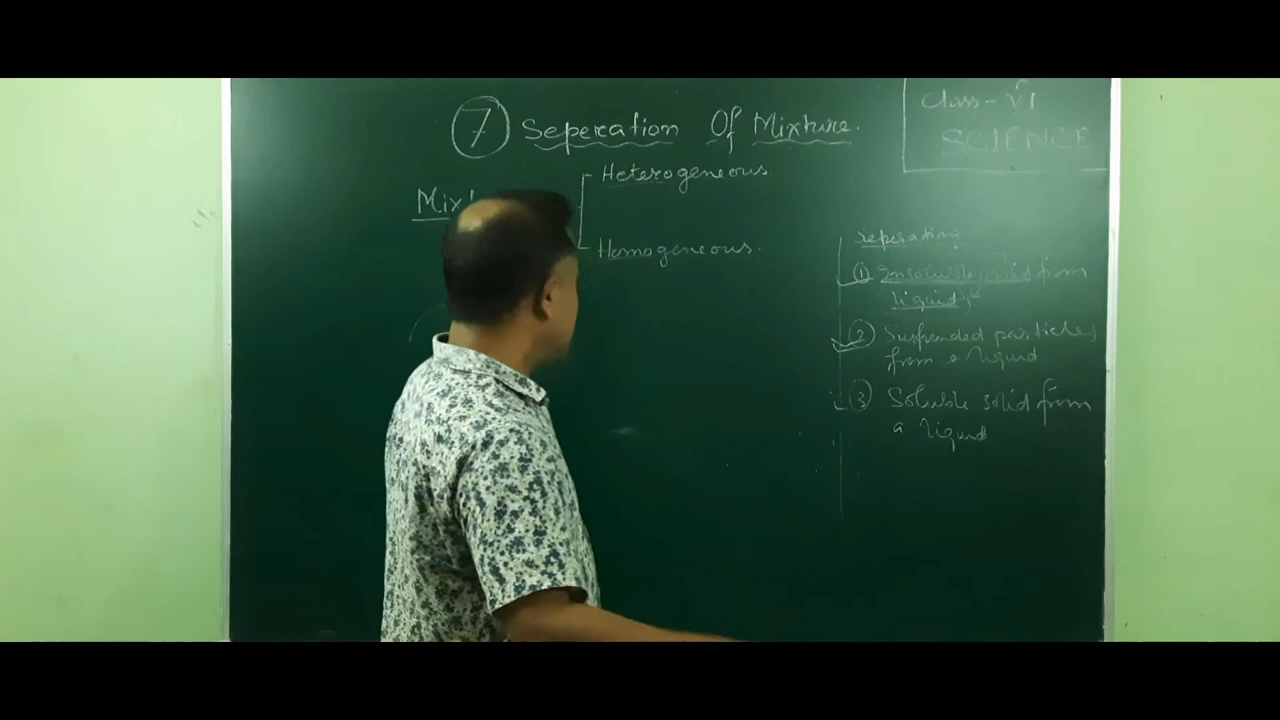 Class - VI
SCIENCE
7 Seperation Of Mixture.
Heterogeneous
Mix
Homogeneous.
Seperating
1 Insoluble solid from
liquid
2 Suspended particles
from a liquid
3 Soluble solid from
a liquid